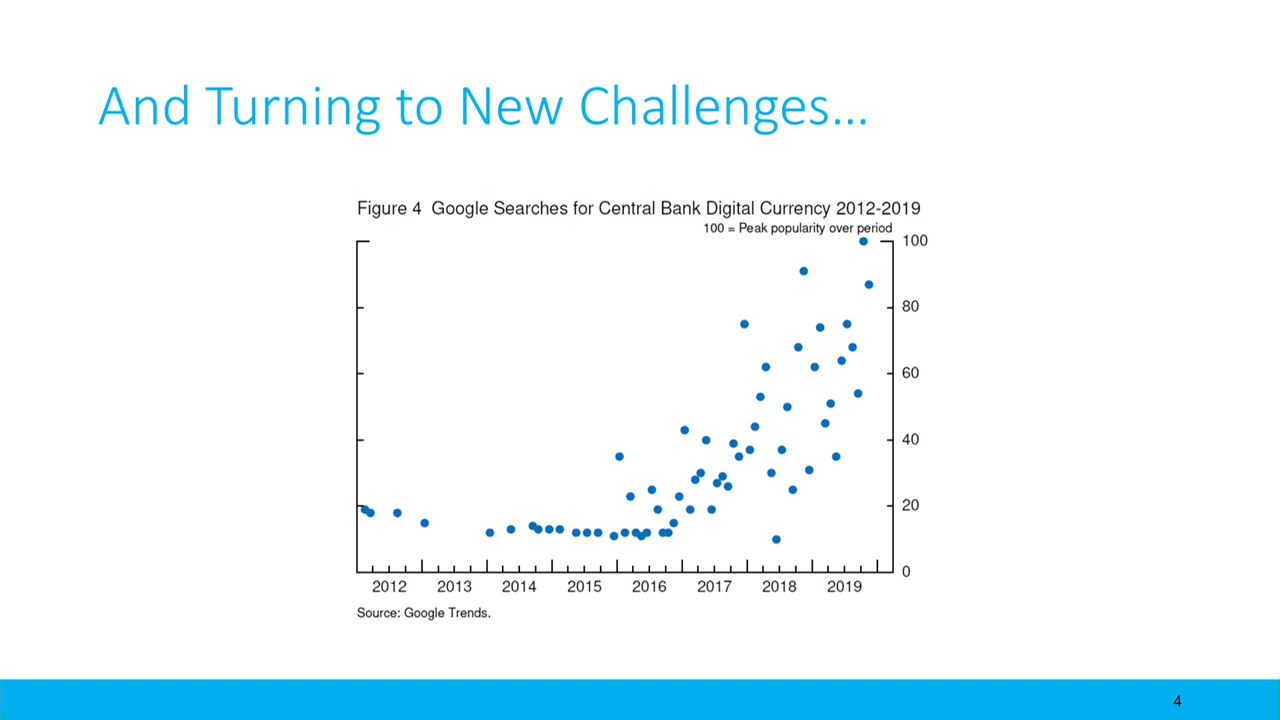 And Turning to New Challenges...
Figure 4 Google Searches for Central Bank Digital Currency 2012-2019
100 = Peak popularity over period
100
80
60
40
20
0
2012 2013 2014 2015 2016 2017 2018 2019
Source: Google Trends.
4